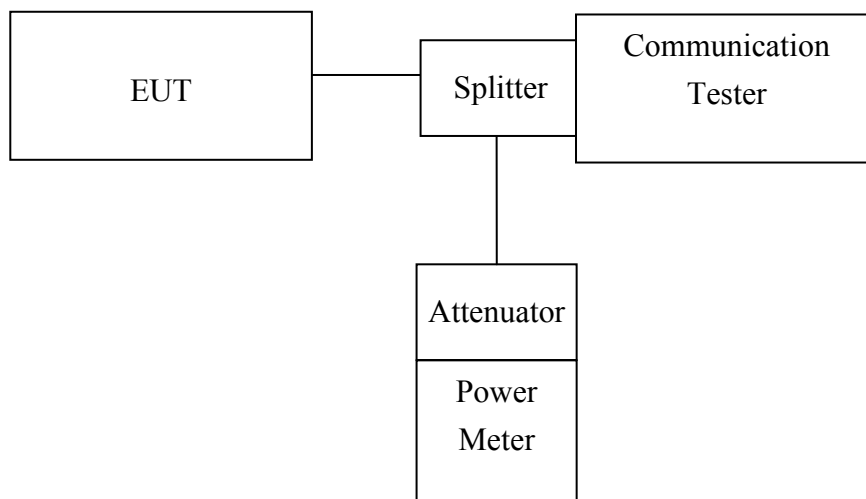 EUT
Splitter
Communication
Tester
Attenuator
Power
Meter